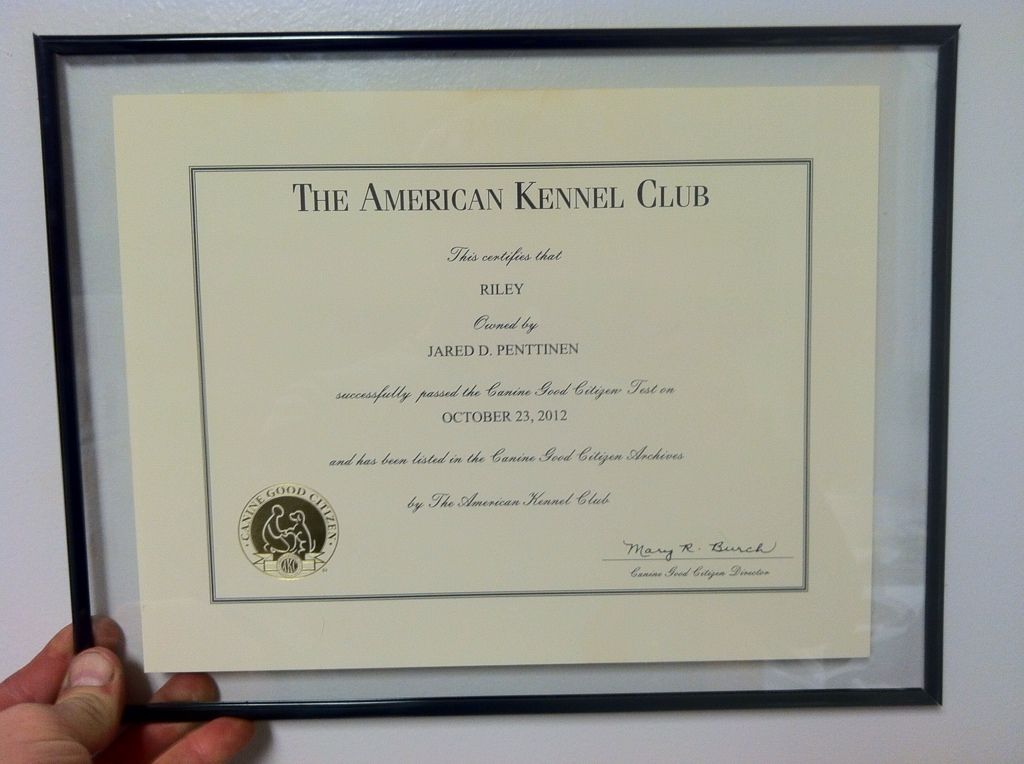 THE AMERICAN KENNEL CLUB
This certifies that
RILEY
Owned by
JARED D. PENTTINEN
successfully passed the Canine Good Citizen Test on
OCTOBER 23, 2012
and has been listed in the Canine Good Citizen Archives
by The American Kennel Club
CANINE GOOD CITIZEN
AKC
Mary R. Burch
Canine Good Citizen Director